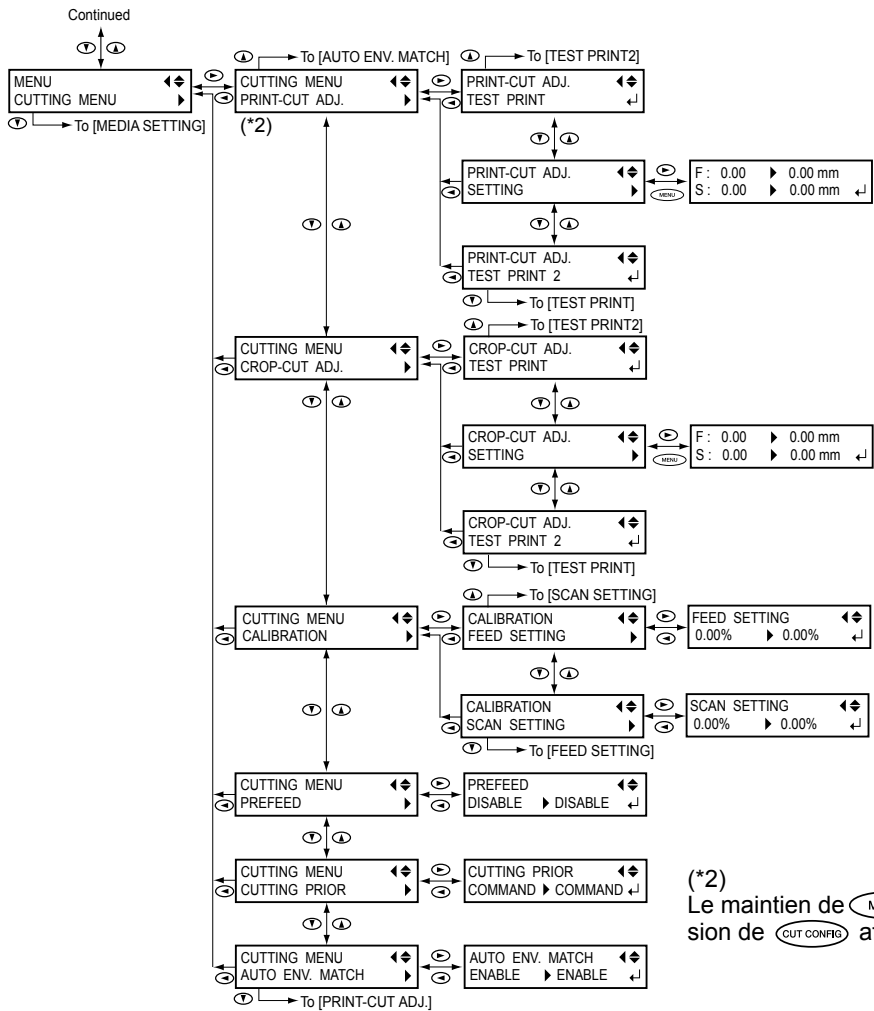 Continued
To [AUTO ENV. MATCH]
To [TEST PRINT2]
MENU
CUTTING MENU
To [MEDIA SETTING]
CUTTING MENU
PRINT-CUT ADJ.
(*2)
PRINT-CUT ADJ.
TEST PRINT
PRINT-CUT ADJ.
SETTING
MENU
F : 0.00 0.00 mm
S : 0.00 0.00 mm
PRINT-CUT ADJ.
TEST PRINT 2
To [TEST PRINT]
To [TEST PRINT2]
CUTTING MENU
CROP-CUT ADJ.
CROP-CUT ADJ.
TEST PRINT
CROP-CUT ADJ.
SETTING
MENU
F : 0.00 0.00 mm
S : 0.00 0.00 mm
CROP-CUT ADJ.
TEST PRINT 2
To [TEST PRINT]
To [SCAN SETTING]
CUTTING MENU
CALIBRATION
CALIBRATION
FEED SETTING
FEED SETTING
0.00% 0.00%
CALIBRATION
SCAN SETTING
SCAN SETTING
0.00% 0.00%
To [FEED SETTING]
CUTTING MENU
PREFEED
PREFEED
DISABLE DISABLE
CUTTING MENU
CUTTING PRIOR
CUTTING PRIOR
COMMAND COMMAND
CUTTING MENU
AUTO ENV. MATCH
AUTO ENV. MATCH
ENABLE ENABLE
To [PRINT-CUT ADJ.]
(*2)
Le maintien de
sion de CUT CONFIG